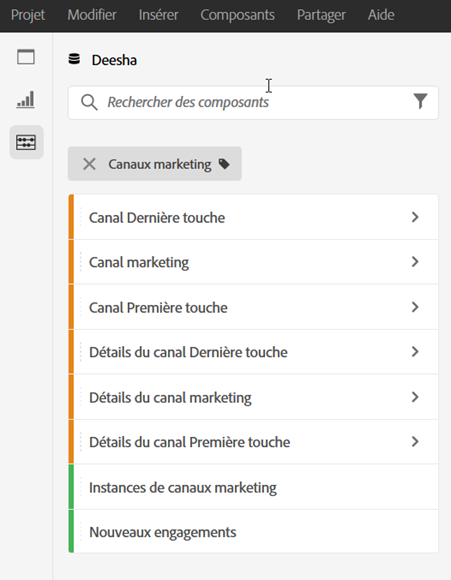 Projet Modifier Insérer Composants Partager Aide
Deesha
Rechercher des composants
Canaux marketing
Canal Dernière touche
Canal marketing
Canal Première touche
Détails du canal Dernière touche
Détails du canal marketing
Détails du canal Première touche
Instances de canaux marketing
Nouveaux engagements